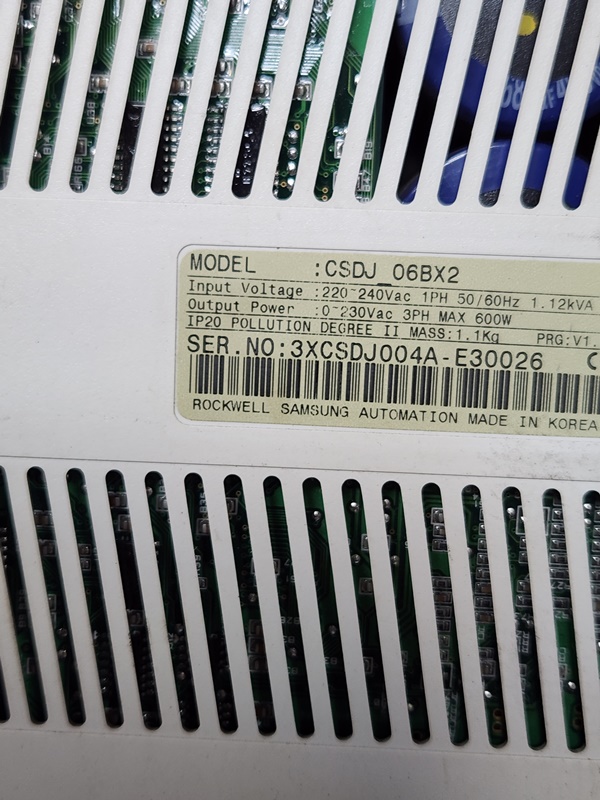 MODEL :CSDJ_06BX2
Input Voltage :220~240Vac 1PH 50/60Hz 1.12kVA
Output Power :0~230Vac 3PH MAX 600W
IP20 POLLUTION DEGREE II MASS:1.1Kg PRG:V1.
SER.NO:3XCSDJ004A-E30026
ROCKWELL SAMSUNG AUTOMATION MADE IN KOREA